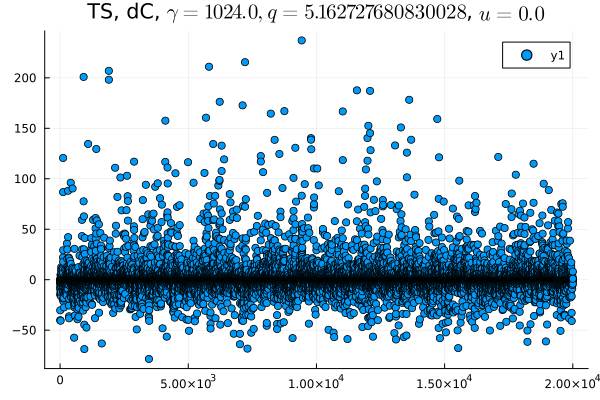 TS, dC, γ = 1024.0, q = 5.162727680830028, u = 0.0
y1
200
150
100
50
0
−50
0 5.00×10³ 1.00×10⁴ 1.50×10⁴ 2.00×10⁴